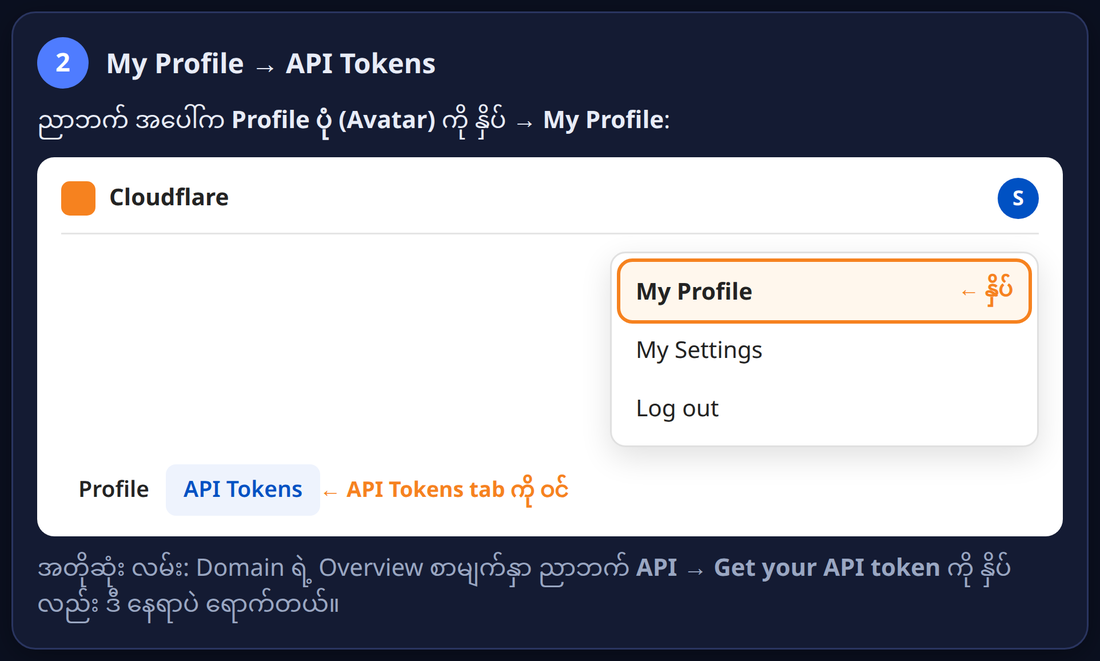 2 My Profile → API Tokens
ညာဘက် အပေါ်က Profile ပုံ (Avatar) ကို နှိပ် → My Profile:
Cloudflare S
My Profile ← နှိပ်
My Settings
Log out
Profile API Tokens ← API Tokens tab ကို ဝင်
အတိုဆုံး လမ်း: Domain ရဲ့ Overview စာမျက်နှာ ညာဘက် API → Get your API token ကို နှိပ်
လည်း ဒီ နေရာပဲ ရောက်တယ်။